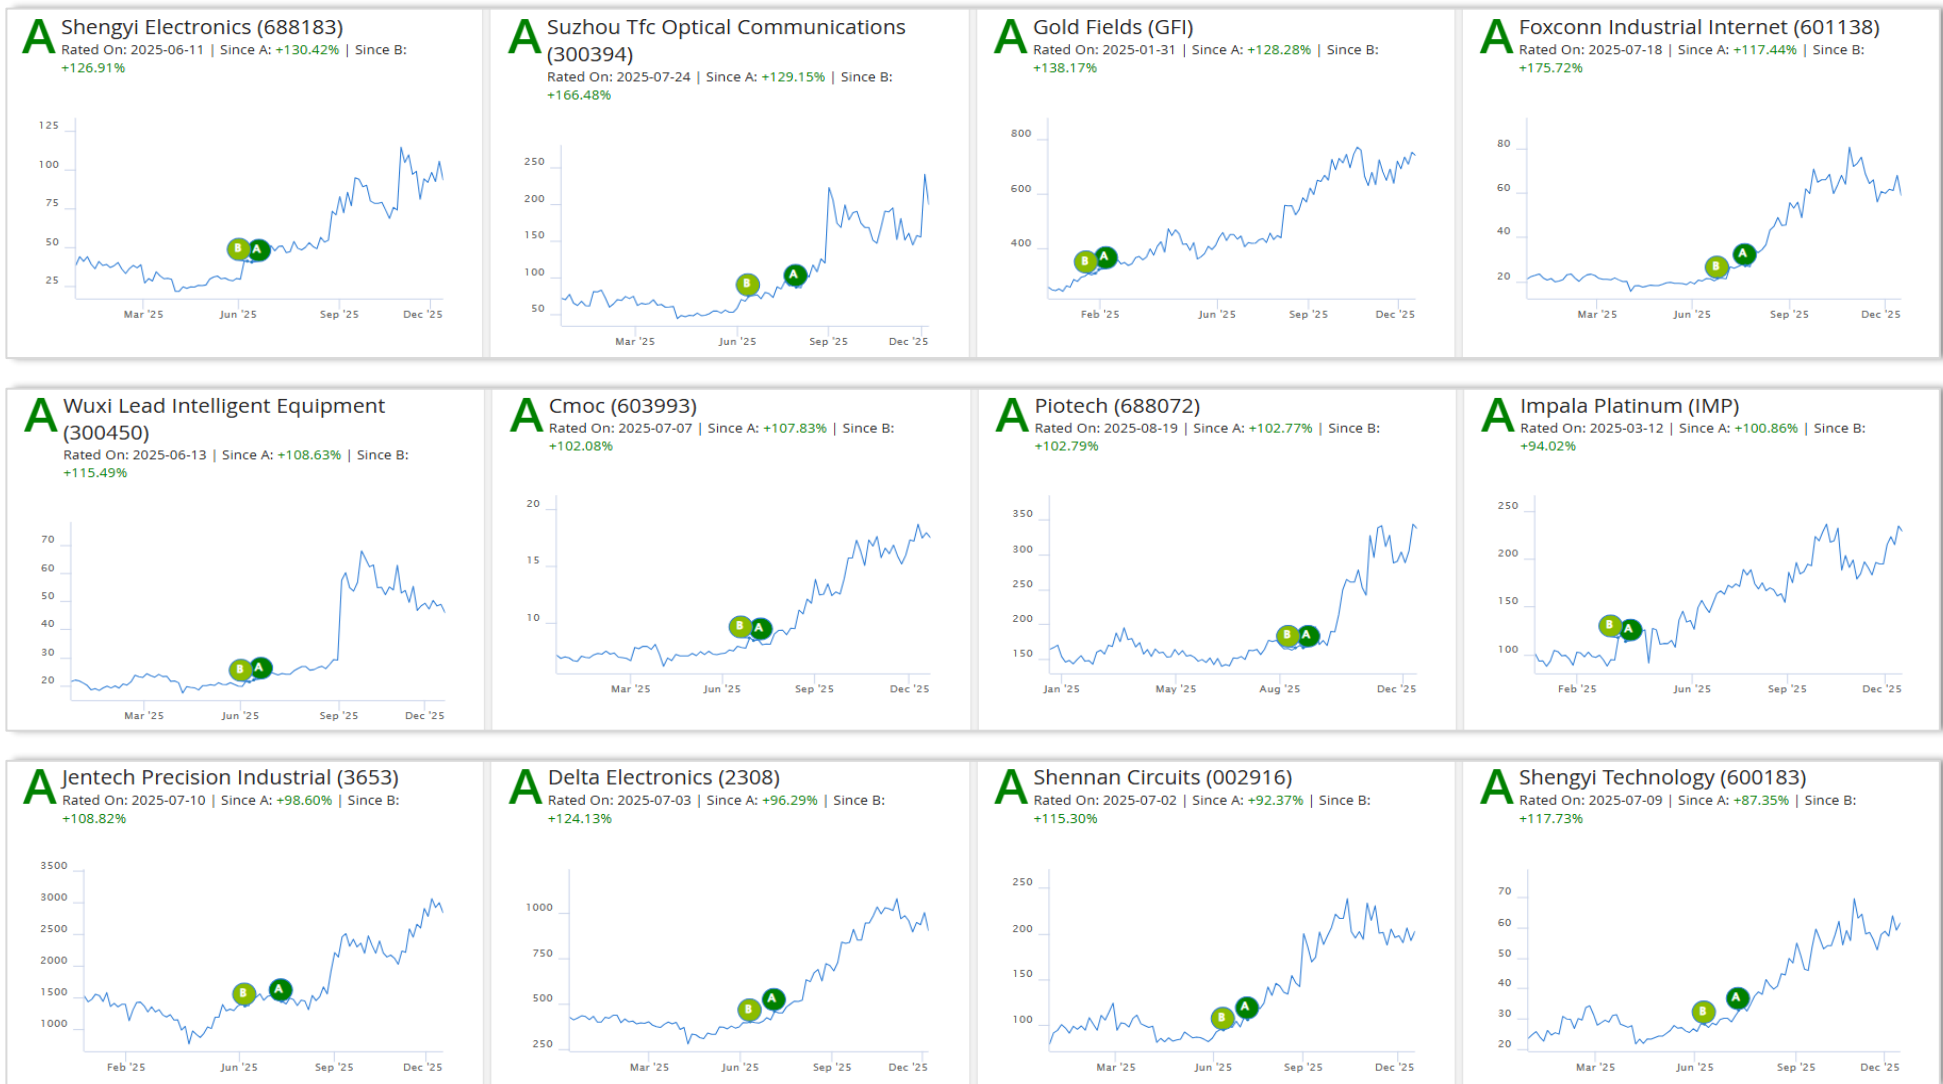 A Shengyi Electronics (688183)
Rated On: 2025-06-11 | Since A: +130.42% | Since B:
+126.91%
125
100
75
50
25
B A
Mar '25 Jun '25 Sep '25 Dec '25
A Suzhou Tfc Optical Communications
(300394)
Rated On: 2025-07-24 | Since A: +129.15% | Since B:
+166.48%
250
200
150
100
50
B A
Mar '25 Jun '25 Sep '25 Dec '25
A Gold Fields (GFI)
Rated On: 2025-01-31 | Since A: +128.28% | Since B:
+138.17%
800
600
400
B A
Feb '25 Jun '25 Sep '25 Dec '25
A Foxconn Industrial Internet (601138)
Rated On: 2025-07-18 | Since A: +117.44% | Since B:
+175.72%
80
60
40
20
B A
Mar '25 Jun '25 Sep '25 Dec '25
A Wuxi Lead Intelligent Equipment
(300450)
Rated On: 2025-06-13 | Since A: +108.63% | Since B:
+115.49%
70
60
50
40
30
20
B A
Mar '25 Jun '25 Sep '25 Dec '25
A Cmoc (603993)
Rated On: 2025-07-07 | Since A: +107.83% | Since B:
+102.08%
20
15
10
B A
Mar '25 Jun '25 Sep '25 Dec '25
A Piotech (688072)
Rated On: 2025-08-19 | Since A: +102.77% | Since B:
+102.79%
350
300
250
200
150
B A
Jan '25 May '25 Aug '25 Dec '25
A Impala Platinum (IMP)
Rated On: 2025-03-12 | Since A: +100.86% | Since B:
+94.02%
250
200
150
100
B A
Feb '25 Jun '25 Sep '25 Dec '25
A Jentech Precision Industrial (3653)
Rated On: 2025-07-10 | Since A: +98.60% | Since B:
+108.82%
3500
3000
2500
2000
1500
1000
B A
Feb '25 Jun '25 Sep '25 Dec '25
A Delta Electronics (2308)
Rated On: 2025-07-03 | Since A: +96.29% | Since B:
+124.13%
1000
750
500
250
B A
Mar '25 Jun '25 Sep '25 Dec '25
A Shennan Circuits (002916)
Rated On: 2025-07-02 | Since A: +92.37% | Since B:
+115.30%
250
200
150
100
B A
Mar '25 Jun '25 Sep '25 Dec '25
A Shengyi Technology (600183)
Rated On: 2025-07-09 | Since A: +87.35% | Since B:
+117.73%
70
60
50
40
30
20
B A
Mar '25 Jun '25 Sep '25 Dec '25